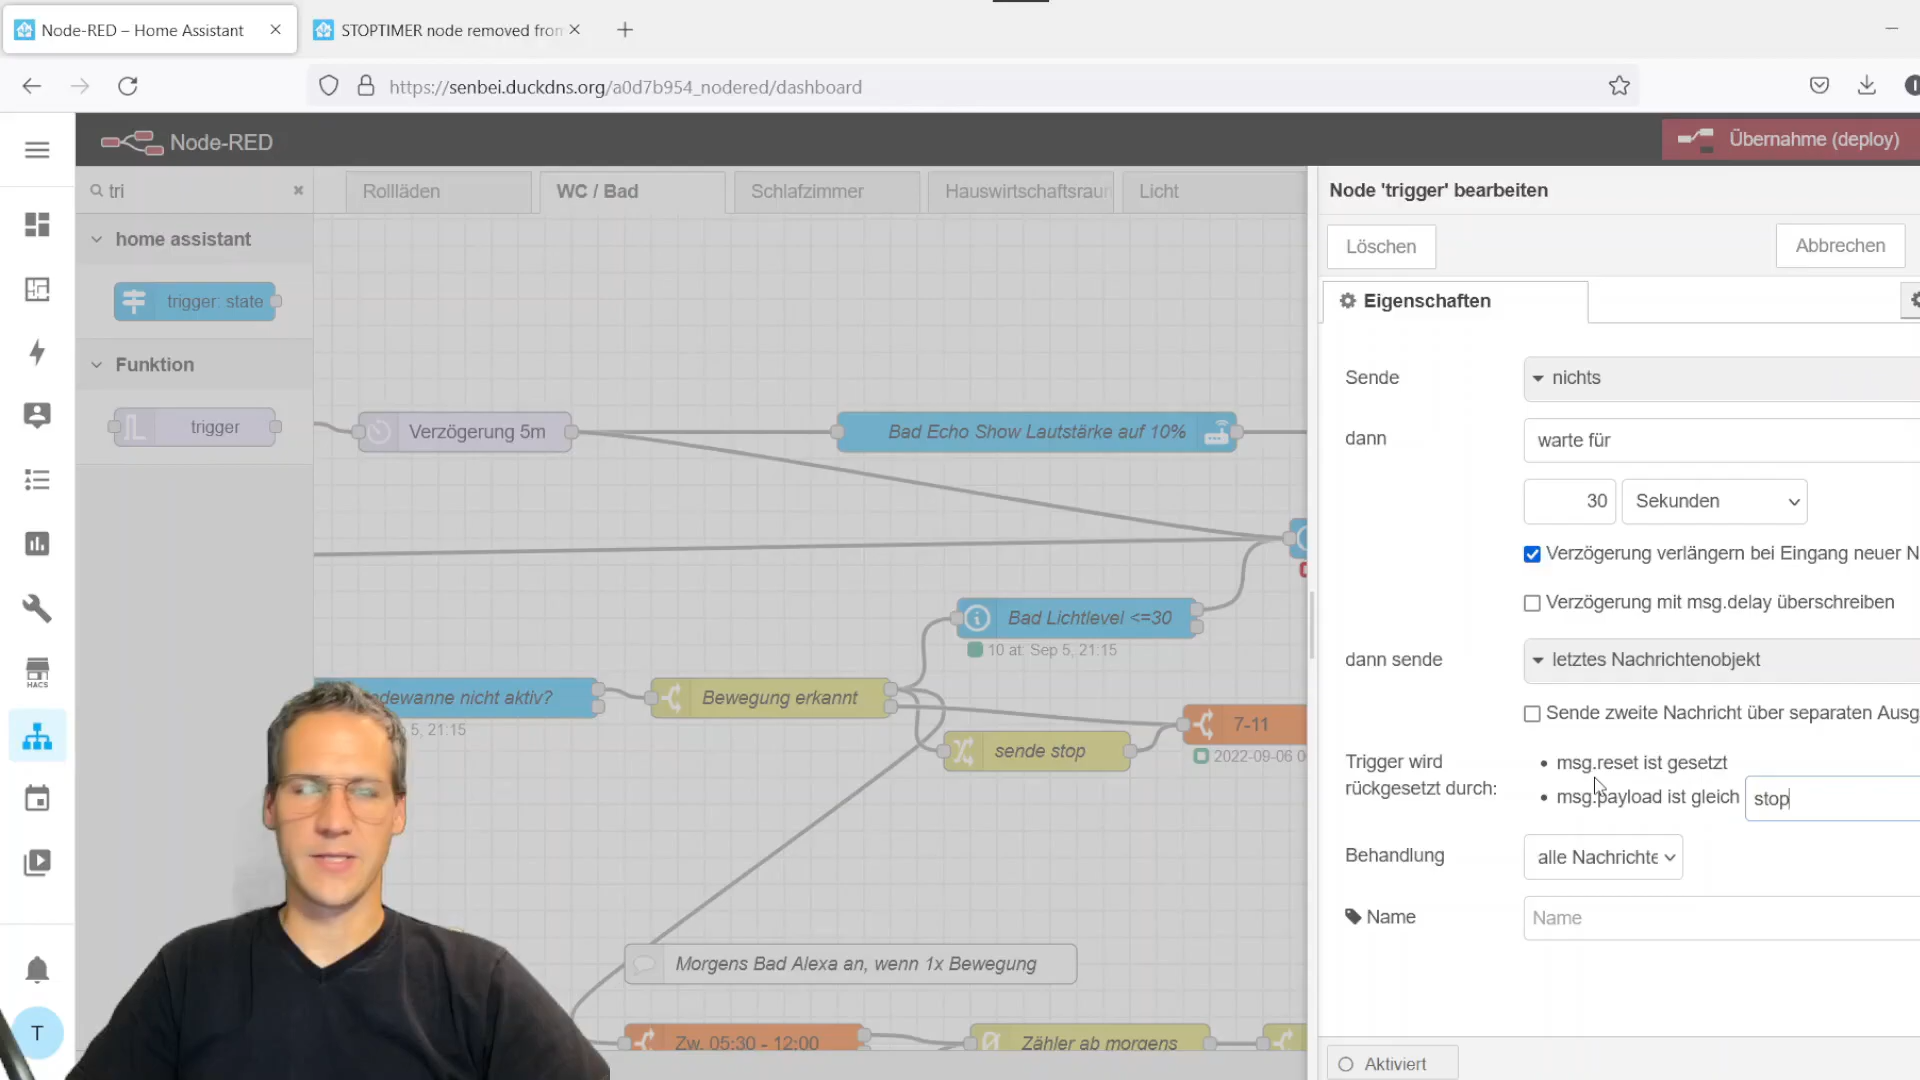 Node-RED – Home Assistant
STOPTIMER node removed from
https://senbei.duckdns.org/a0d7b954_nodered/dashboard
Node-RED
Übernahme (deploy)
tri
Rollläden
WC / Bad
Schlafzimmer
Hauswirtschaftsraum
Licht
Node 'trigger' bearbeiten
home assistant
Löschen
Abbrechen
trigger: state
Eigenschaften
Funktion
Sende
nichts
trigger
Verzögerung 5m
Bad Echo Show Lautstärke auf 10%
dann
warte für
30
Sekunden
Verzögerung verlängern bei Eingang neuer N
Verzögerung mit msg.delay überschreiben
Bad Lichtlevel <=30
10 at: Sep 5, 21:15
dann sende
letztes Nachrichtenobjekt
HACS
dewanne nicht aktiv?
5, 21:15
Bewegung erkannt
7-11
2022-09-06 0
sende stop
Sende zweite Nachricht über separaten Ausg
Trigger wird
rückgesetzt durch:
msg.reset ist gesetzt
msg.payload ist gleich
stop
Behandlung
alle Nachrichte
Name
Name
Morgens Bad Alexa an, wenn 1x Bewegung
T
Zw. 05:30 - 12:00
Zähler ab morgens
Aktiviert